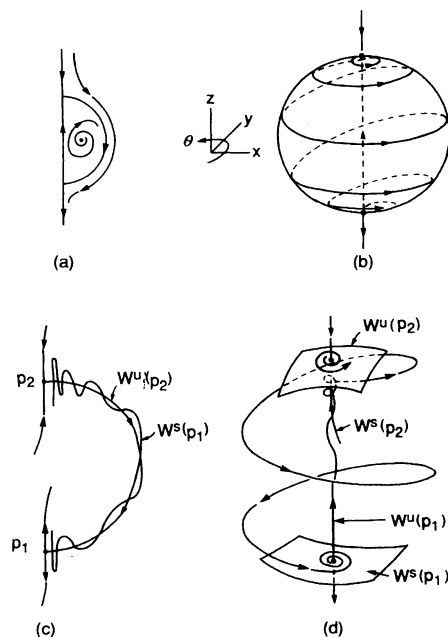 z
y
θ
x
(a)
(b)
p₂
Wᵘ(p₂)
Wˢ(p₁)
p₁
(c)
Wᵘ(p₂)
Wˢ(p₂)
Wᵘ(p₁)
Wˢ(p₁)
(d)